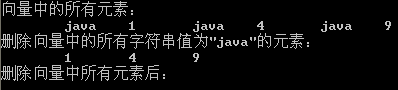 向量中的所有元素：
java 1 java 4 java 9
删除向量中的所有字符串值为"java"的元素：
1 4 9
删除向量中所有元素后：